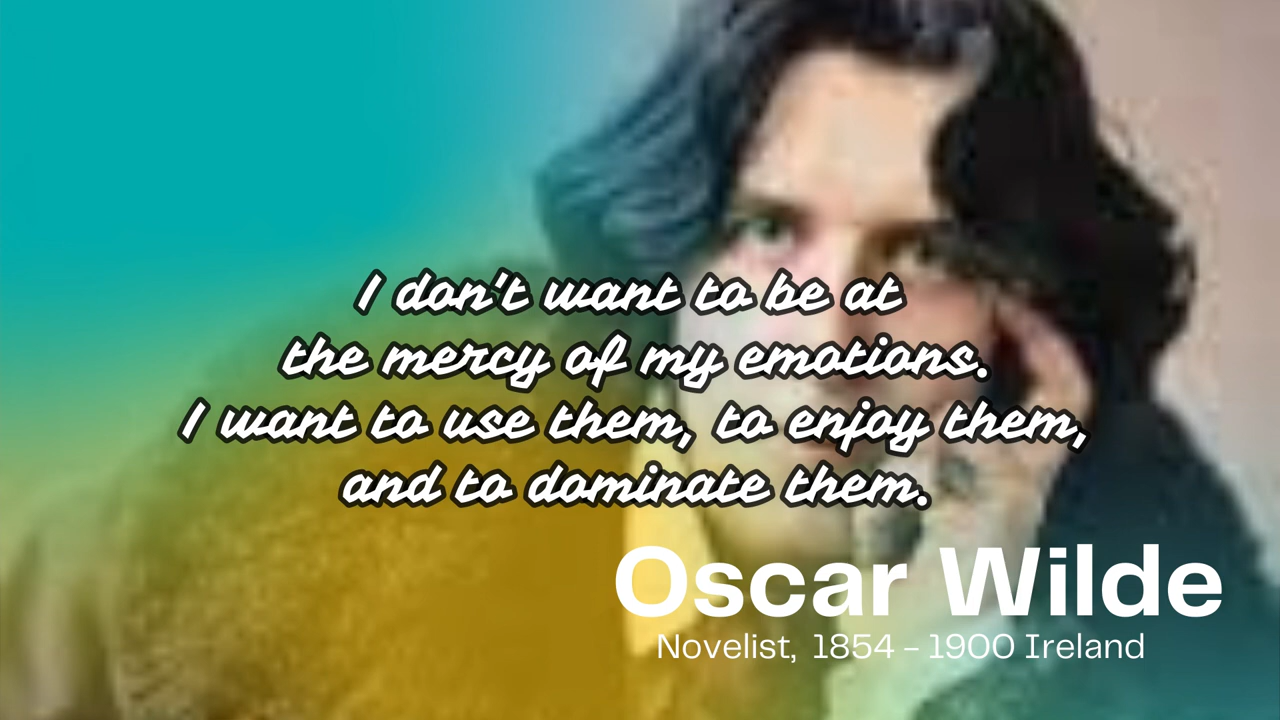 I don't want to be at
the mercy of my emotions.
I want to use them, to enjoy them,
and to dominate them.
Oscar Wilde
Novelist, 1854 – 1900 Ireland